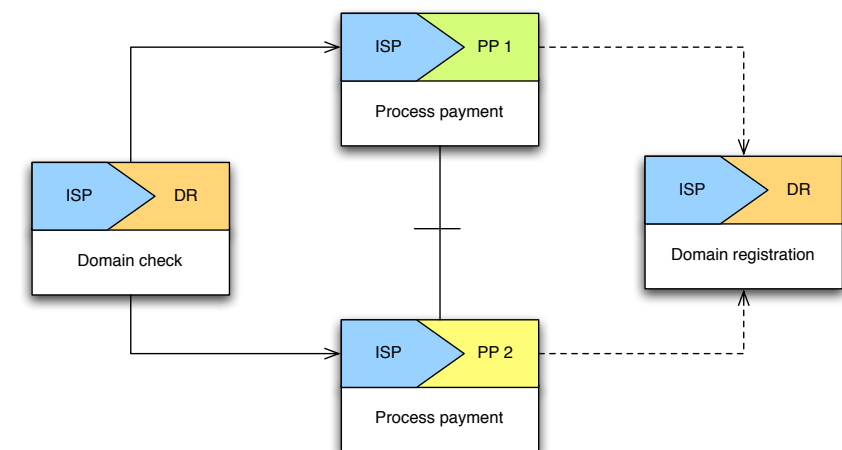 ISP PP 1
Process payment
ISP DR
Domain check
ISP DR
Domain registration
ISP PP 2
Process payment